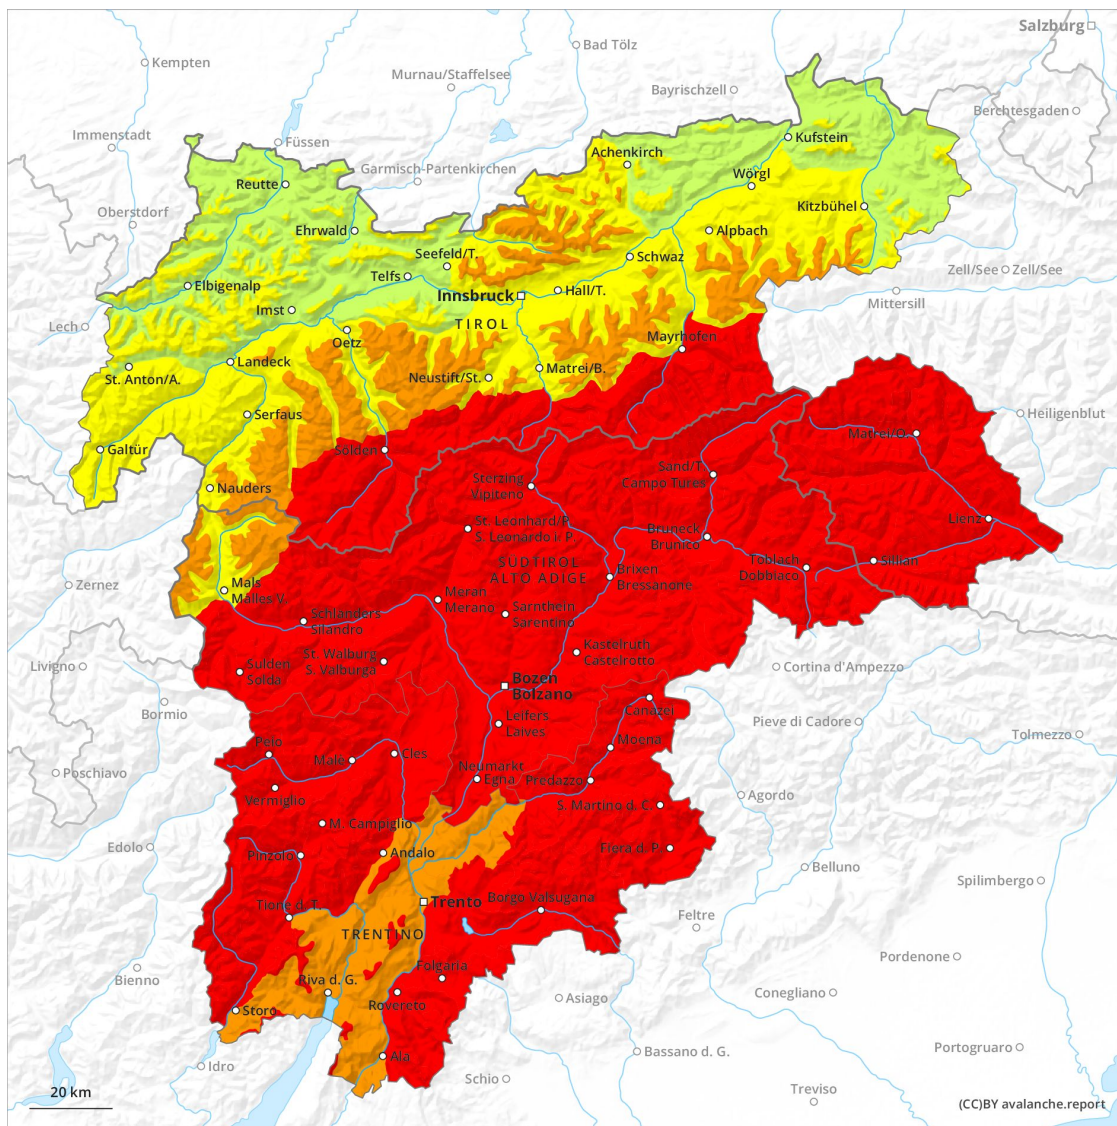 Salzburg
Bad Tölz
Kempten
Murnau/Staffelsee
Bayrischzell
Berchtesgaden
Immenstadt
Füssen
Kufstein
Achenkirch
Garmisch-Partenkirchen
Wörgl
Reutte
Kitzbühel
Oberstdorf
Ehrwald
Alpbach
Seefeld/T.
Schwaz
Telfs
Zell/See
Zell/See
Elbigenalp
Innsbruck
Hall/T.
Mittersill
Imst
TIROL
Lech
Oetz
Mayrhofen
Landeck
Matrei/B.
St. Anton/A.
Neustift/St.
Serfaus
Heiligenblut
Matrei/O.
Galtür
Sölden
Sand/T.
Campo Tures
Sterzing
Vipiteno
Nauders
Lienz
St. Leonhard/P.
S. Leonardo i. P.
Bruneck
Brunico
SÜDTIROL
ALTO ADIGE
Toblach
Dobbiaco
Sillian
Brixen
Bressanone
Zernez
Mals
Malles/V.
Meran
Merano
Sarnthein
Sarentino
Schlanders
Silandro
Kastelruth
Castelrotto
St. Walburg
S. Valburga
Livigno
Sulden
Solda
Cortina d'Ampezzo
Bozen
Bolzano
Canazei
Bormio
Leifers
Laives
Pieve di Cadore
Tolmezzo
Moena
Peio
Male
Cles
Neumarkt
Egna
Predazzo
Poschiavo
Vermiglio
S. Martino d. C.
Agordo
M. Campiglio
Edolo
Pinzolo
Andalo
Fiera d. P.
Belluno
Spilimbergo
Borgo Valsugana
Trento
Tione d. T.
Feltre
TRENTINO
Pordenone
Folgaria
Bienno
Riva d. G.
Rovereto
Asiago
Conegliano
Storo
Portogruaro
Ala
Bassano d. G.
Idro
Schio
Treviso
20 km
(CC)BY avalanche.report